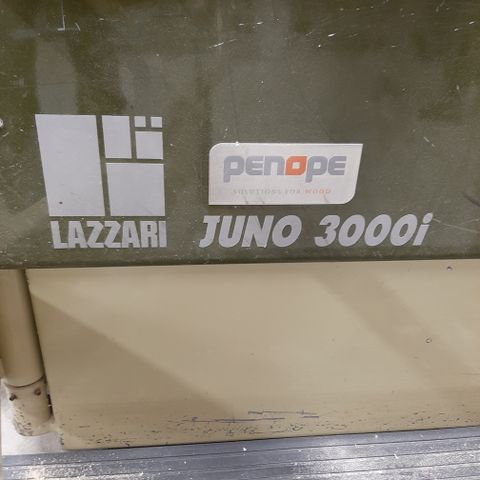 penope
SOLUTIONS FOR WOOD
LAZZARI
JUNO 3000i